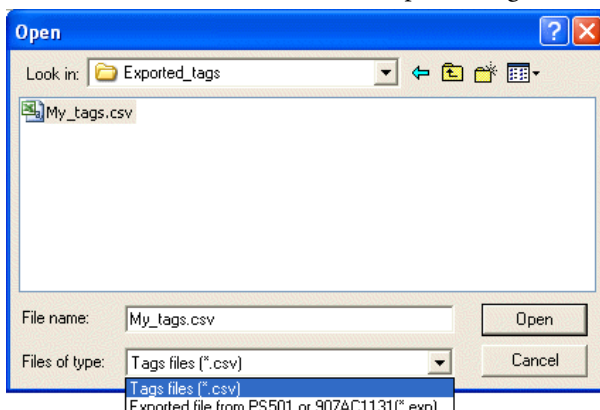 Open
Look in: Exported_tags
My_tags.csv
File name: My_tags.csv Open
Files of type: Tags files (*.csv) Cancel
Tags files (*.csv)
Exported file from PS501 or 907AC1131(*.exp)